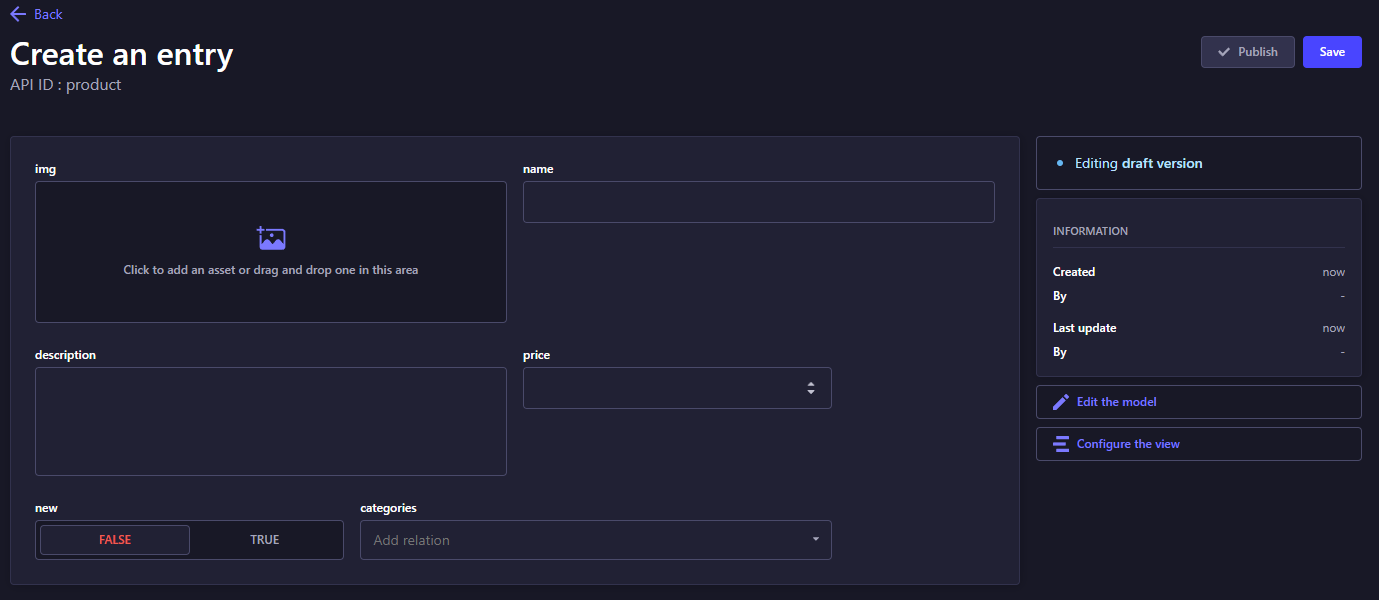 Back
Create an entry
API ID : product
Publish
Save
img
name
Click to add an asset or drag and drop one in this area
description
price
new
categories
FALSE
TRUE
Add relation
Editing draft version
INFORMATION
Created now
By -
Last update now
By -
Edit the model
Configure the view